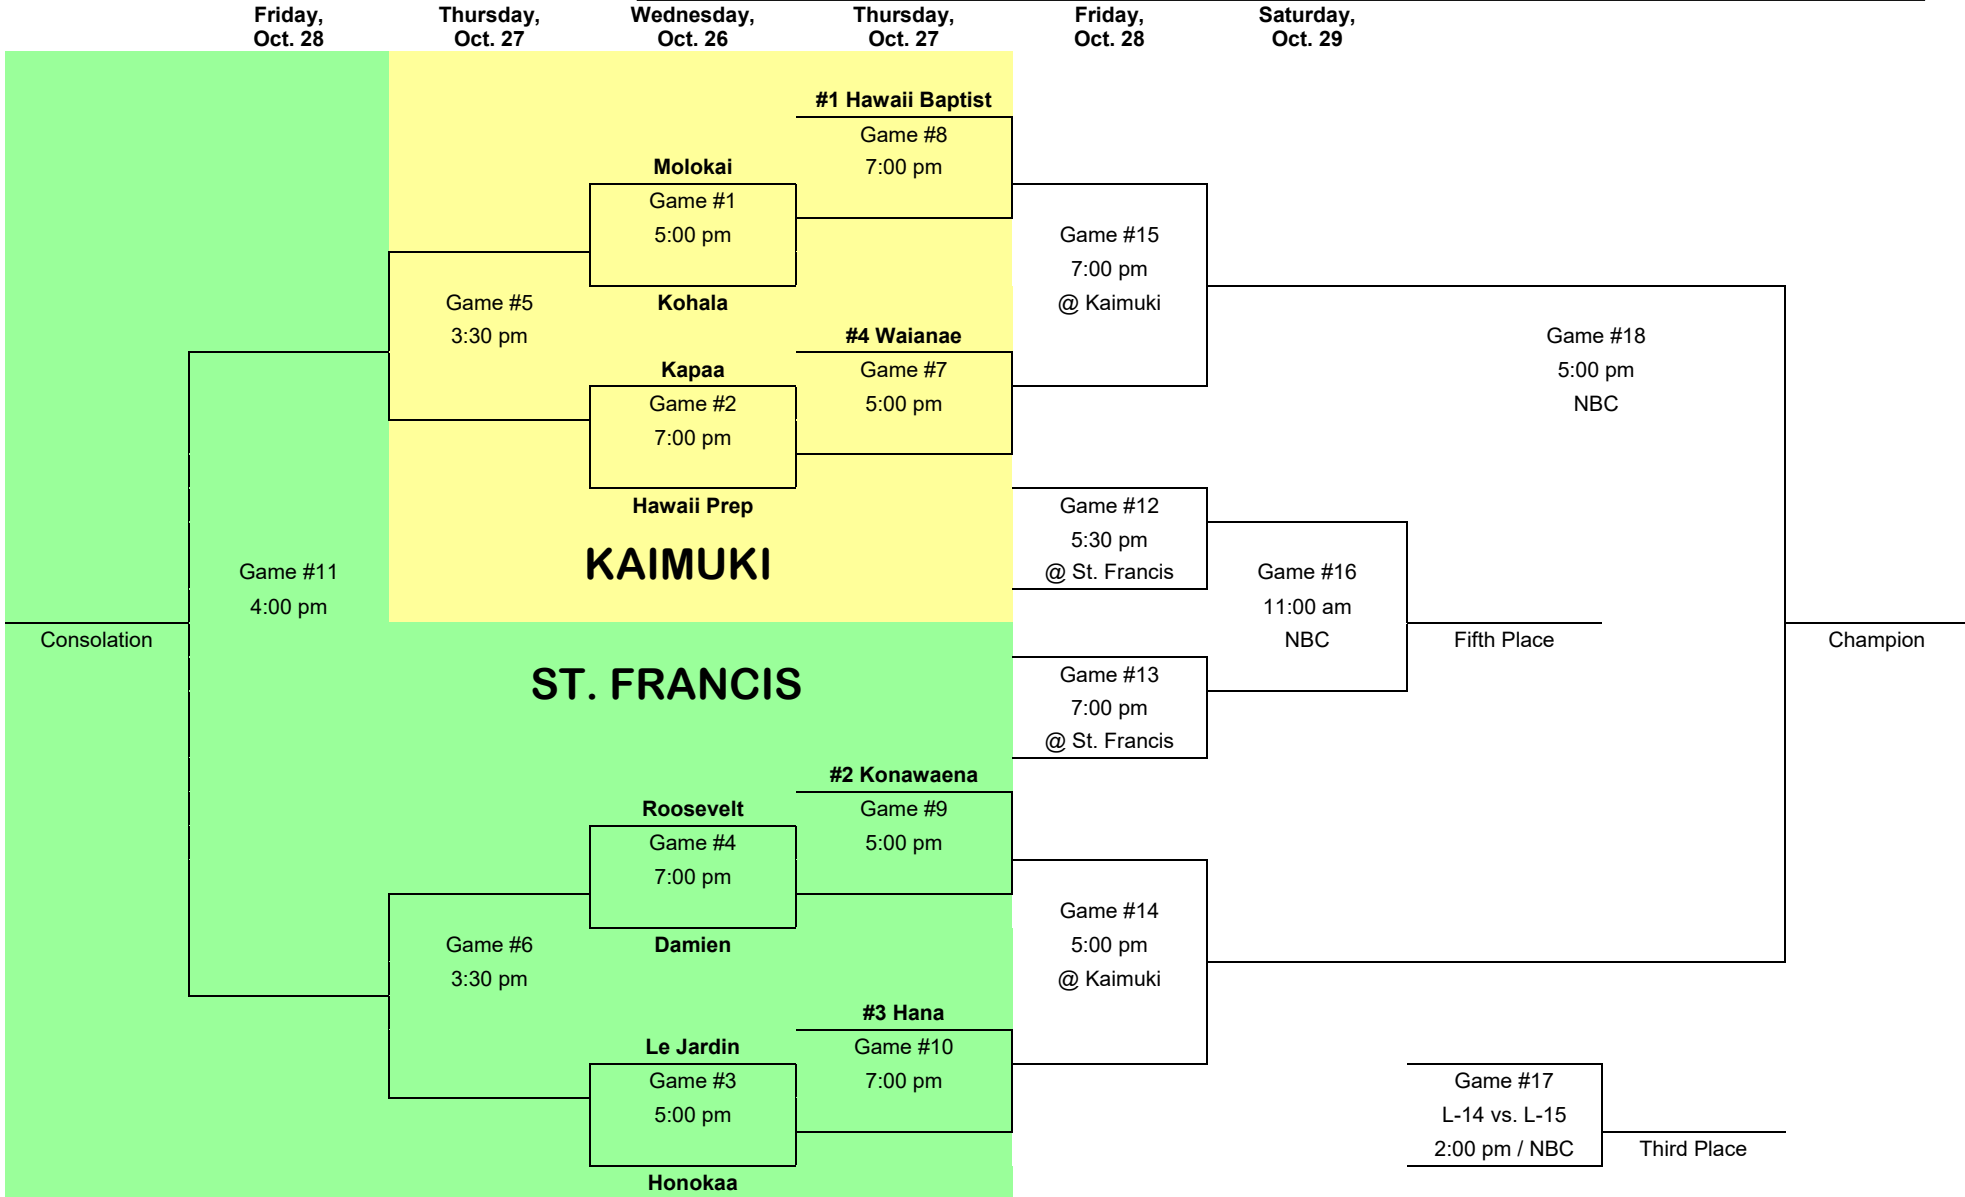 Friday, Oct. 28
Thursday, Oct. 27
Wednesday, Oct. 26
Thursday, Oct. 27
Friday, Oct. 28
Saturday, Oct. 29
#1 Hawaii Baptist
Game #8
7:00 pm
Molokai
Game #1
5:00 pm
Kohala
Game #15
7:00 pm
@ Kaimuki
Game #5
3:30 pm
#4 Waianae
Game #7
5:00 pm
Kapaa
Game #2
7:00 pm
Hawaii Prep
Game #18
5:00 pm
NBC
KAIMUKI
Game #12
5:30 pm
@ St. Francis
Game #11
4:00 pm
Consolation
Game #16
11:00 am
NBC
Fifth Place
Champion
ST. FRANCIS
Game #13
7:00 pm
@ St. Francis
#2 Konawaena
Game #9
5:00 pm
Roosevelt
Game #4
7:00 pm
Damien
Game #6
3:30 pm
Game #14
5:00 pm
@ Kaimuki
#3 Hana
Game #10
7:00 pm
Le Jardin
Game #3
5:00 pm
Honokaa
Game #17
L-14 vs. L-15
2:00 pm / NBC
Third Place